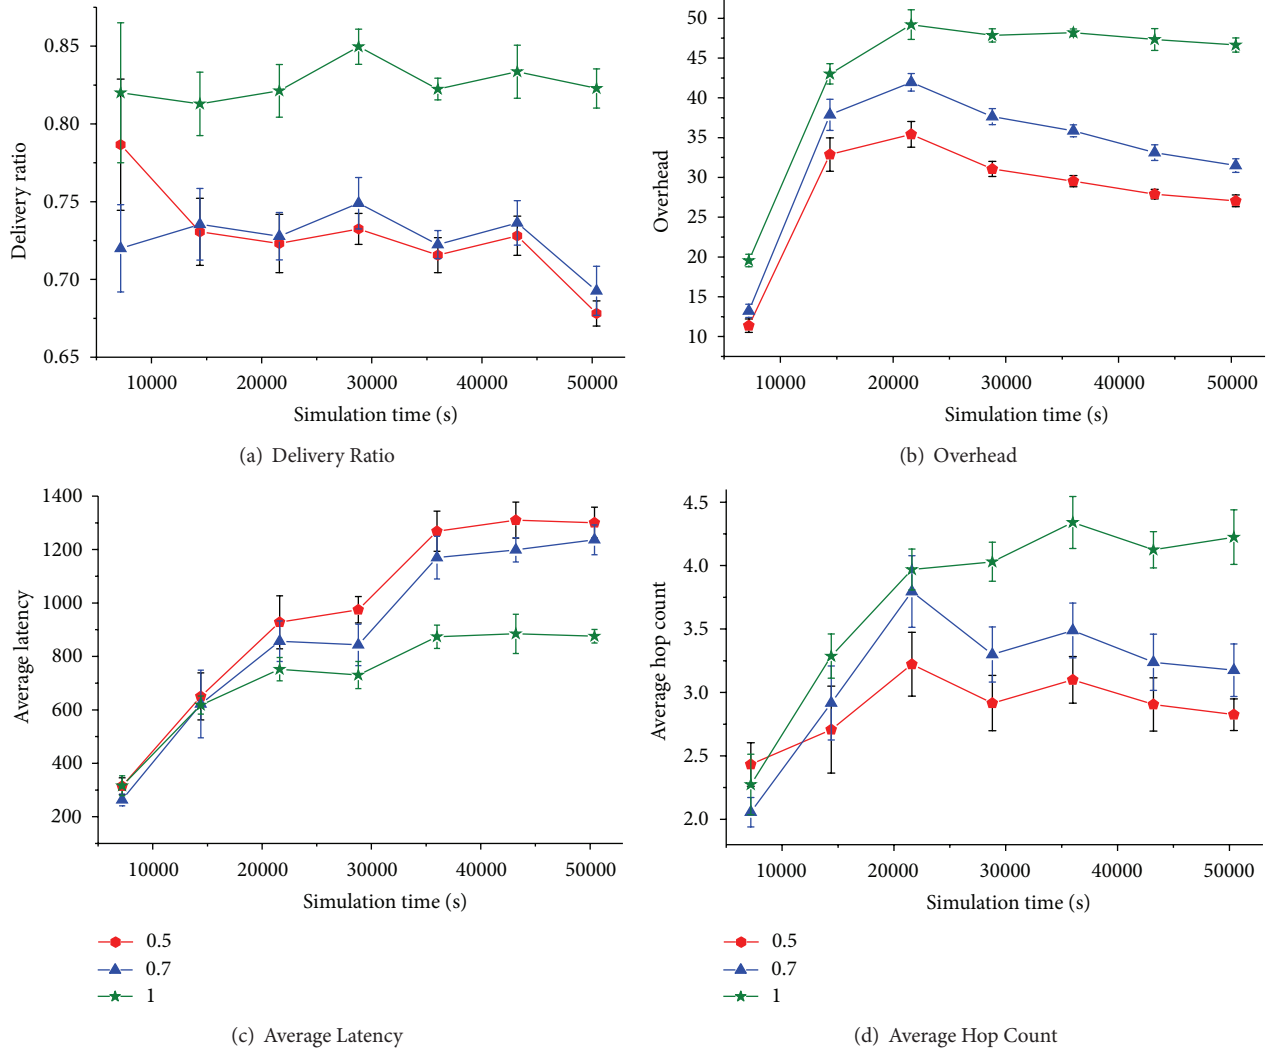 0.85
0.80
0.75
0.70
0.65
Delivery ratio
10000 20000 30000 40000 50000
Simulation time (s)
(a) Delivery Ratio
50
45
40
35
30
25
20
15
10
Overhead
10000 20000 30000 40000 50000
Simulation time (s)
(b) Overhead
1400
1200
1000
800
600
400
200
Average latency
10000 20000 30000 40000 50000
Simulation time (s)
0.5
0.7
1
(c) Average Latency
4.5
4.0
3.5
3.0
2.5
2.0
Average hop count
10000 20000 30000 40000 50000
Simulation time (s)
0.5
0.7
1
(d) Average Hop Count